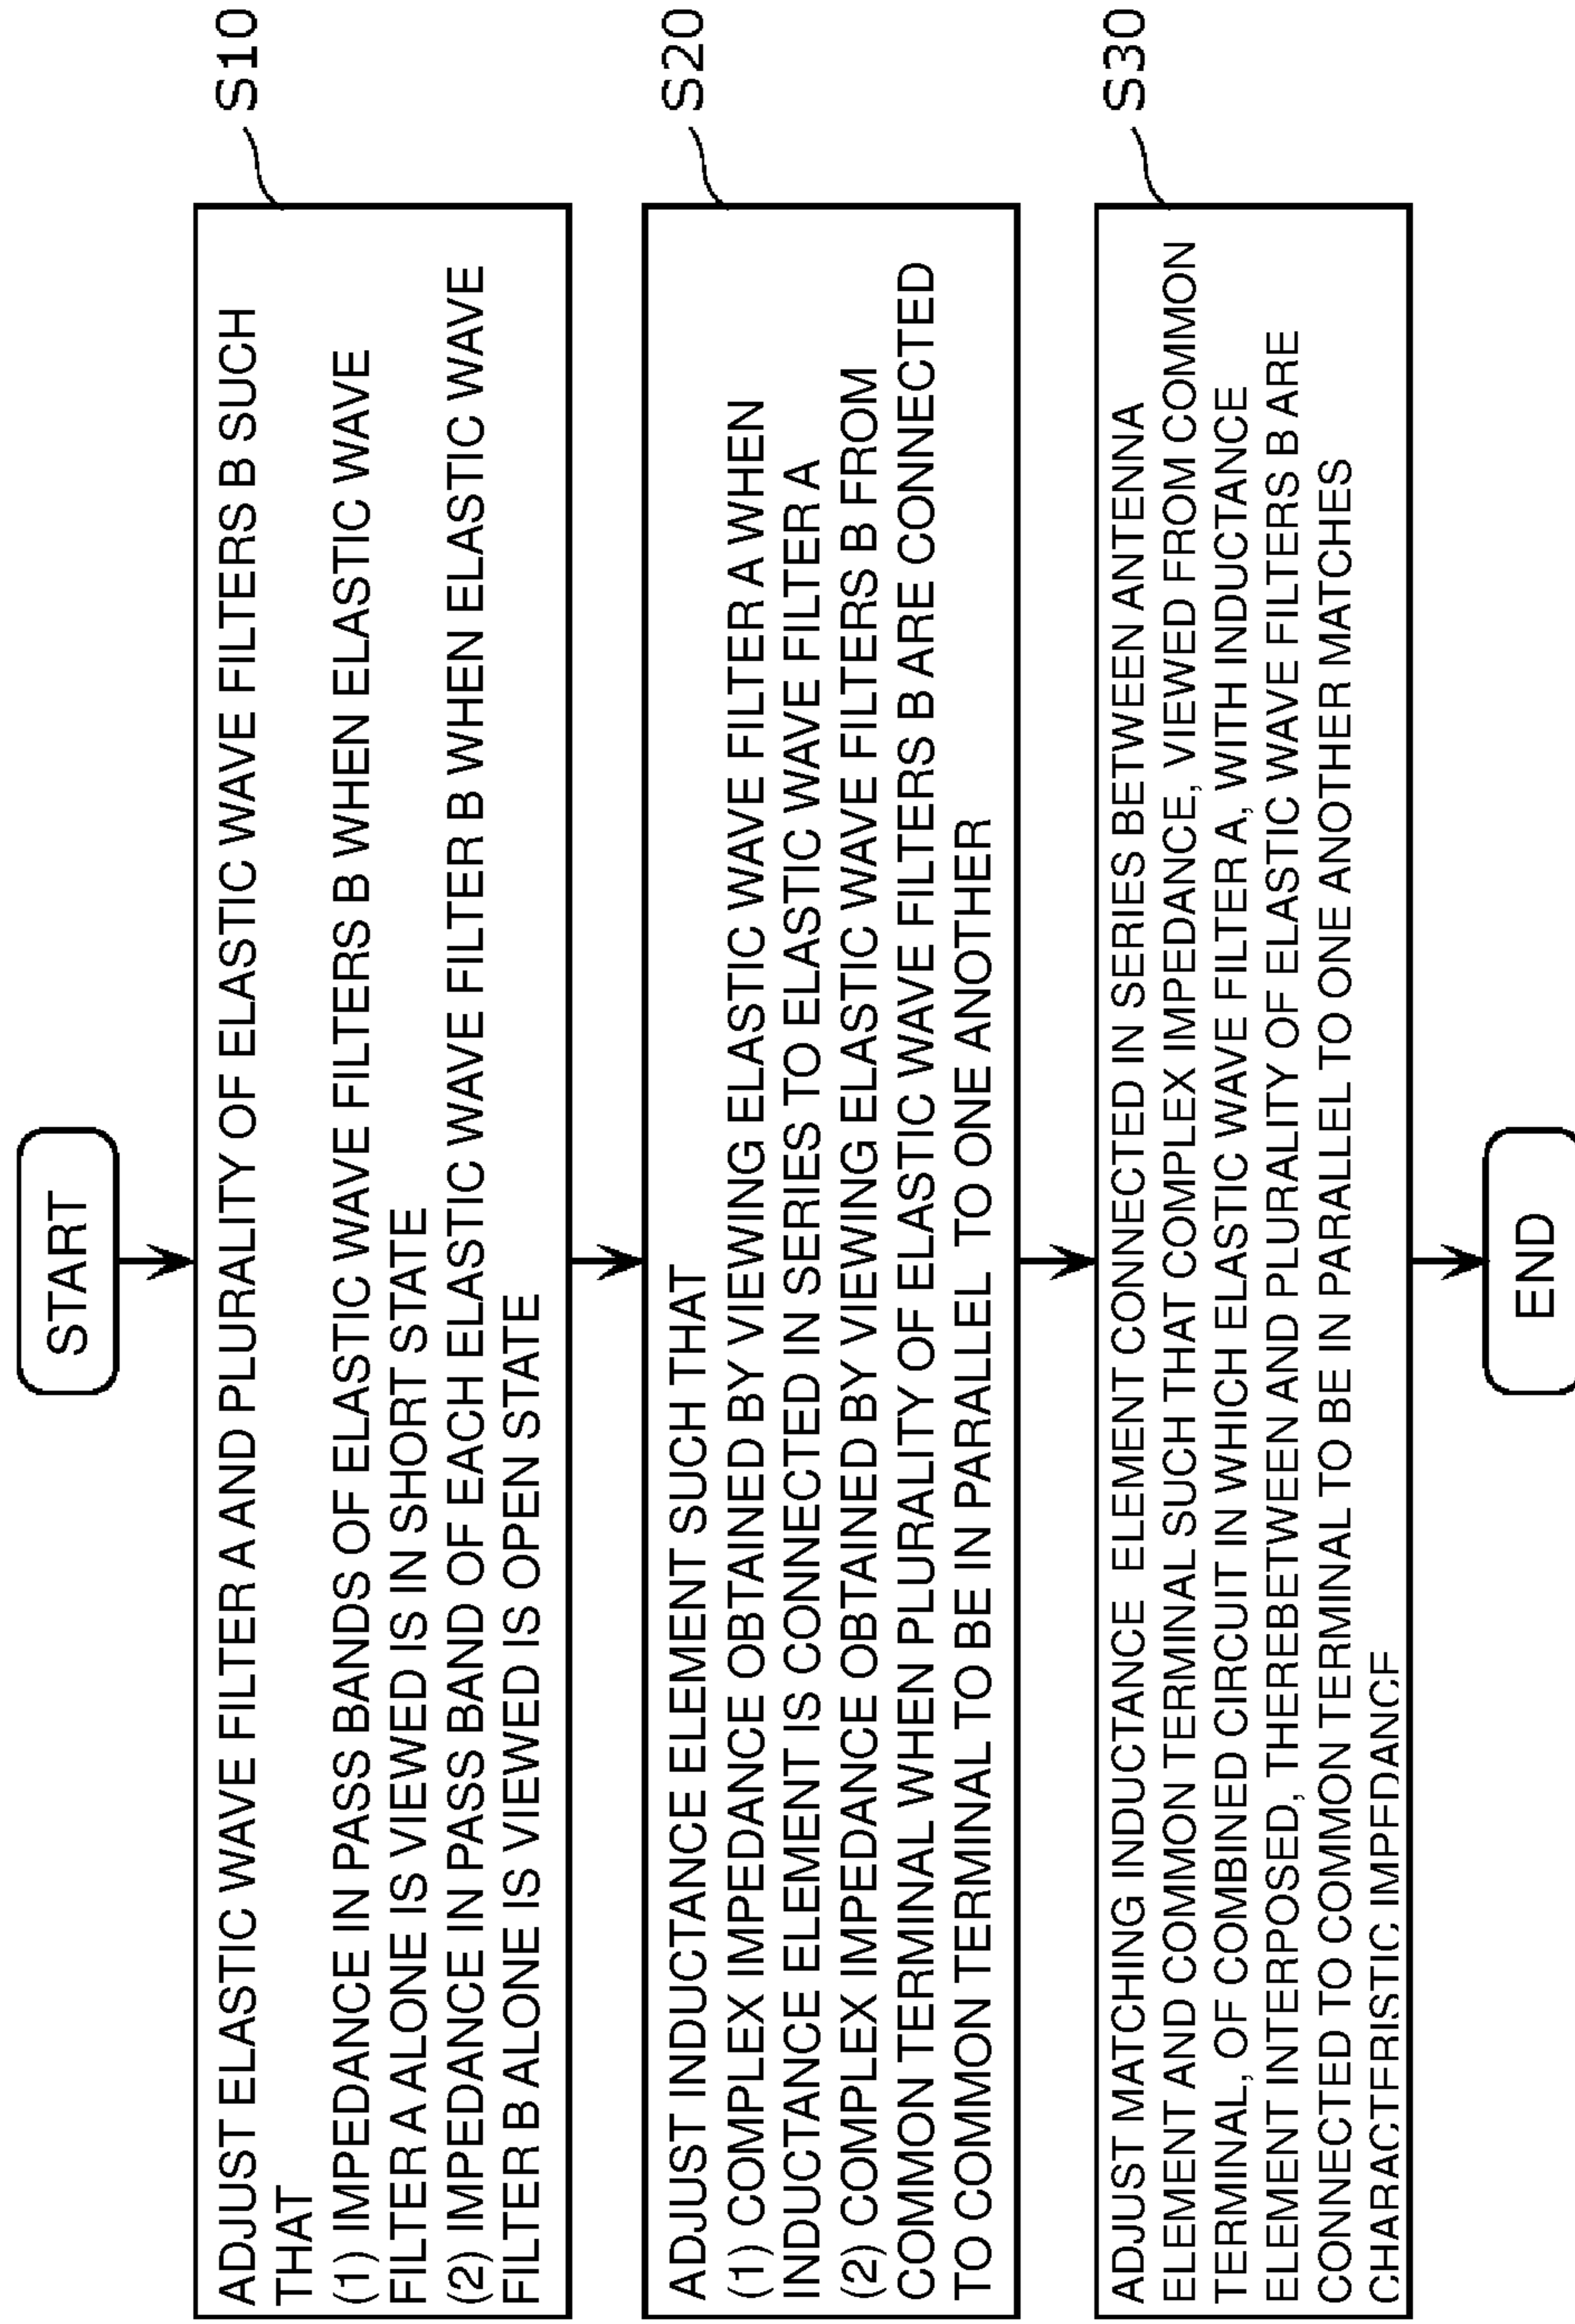 START
S10
ADJUST ELASTIC WAVE FILTER A AND PLURALITY OF ELASTIC WAVE FILTERS B SUCH
THAT
(1) IMPEDANCE IN PASS BANDS OF ELASTIC WAVE FILTERS B WHEN ELASTIC WAVE
FILTER A ALONE IS VIEWED IS IN SHORT STATE
(2) IMPEDANCE IN PASS BAND OF EACH ELASTIC WAVE FILTER B WHEN ELASTIC WAVE
FILTER B ALONE IS VIEWED IS OPEN STATE
S20
ADJUST INDUCTANCE ELEMENT SUCH THAT
(1) COMPLEX IMPEDANCE OBTAINED BY VIEWING ELASTIC WAVE FILTER A WHEN
INDUCTANCE ELEMENT IS CONNECTED IN SERIES TO ELASTIC WAVE FILTER A
(2) COMPLEX IMPEDANCE OBTAINED BY VIEWING ELASTIC WAVE FILTERS B FROM
COMMON TERMINAL WHEN PLURALITY OF ELASTIC WAVE FILTERS B ARE CONNECTED
TO COMMON TERMINAL TO BE IN PARALLEL TO ONE ANOTHER
S30
ADJUST MATCHING INDUCTANCE ELEMENT CONNECTED IN SERIES BETWEEN ANTENNA
ELEMENT AND COMMON TERMINAL SUCH THAT COMPLEX IMPEDANCE, VIEWED FROM COMMON
TERMINAL, OF COMBINED CIRCUIT IN WHICH ELASTIC WAVE FILTER A, WITH INDUCTANCE
ELEMENT INTERPOSED, THEREBETWEEN AND PLURALITY OF ELASTIC WAVE FILTERS B ARE
CONNECTED TO COMMON TERMINAL TO BE IN PARALLEL TO ONE ANOTHER MATCHES
CHARACTERISTIC IMPEDANCE
END